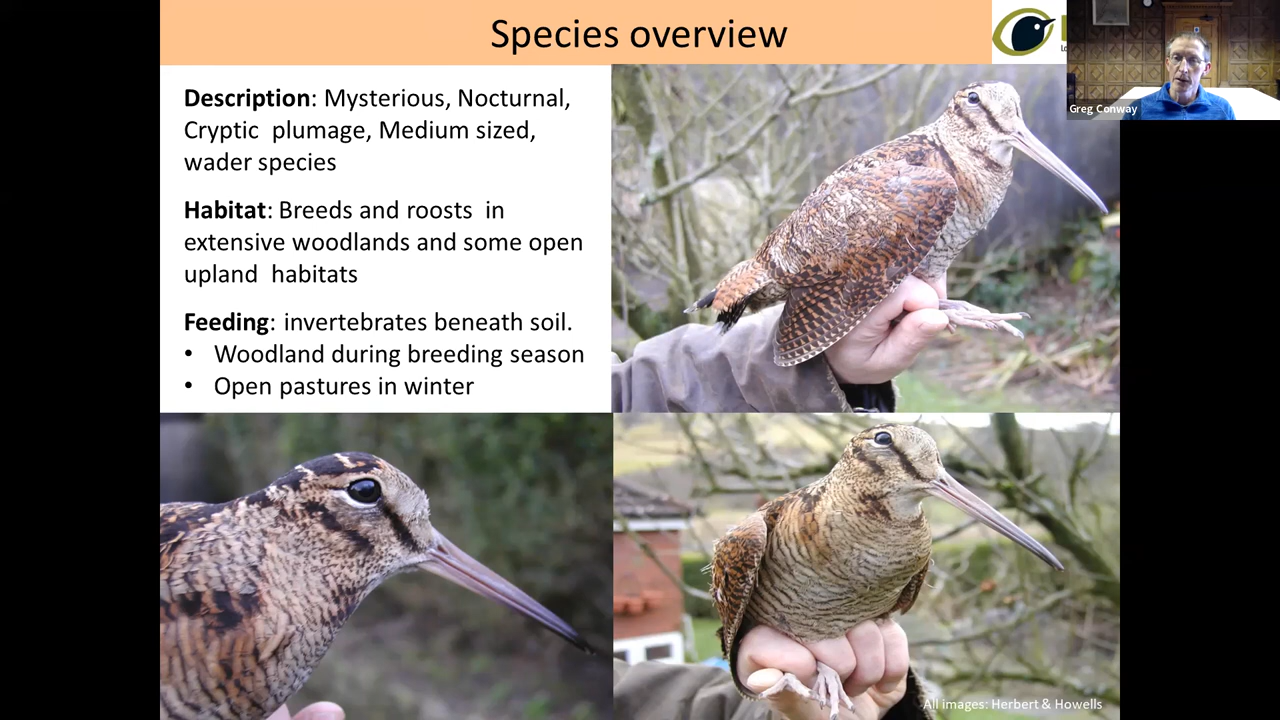 Species overview
Greg Conway
Description: Mysterious, Nocturnal,
Cryptic plumage, Medium sized,
wader species
Habitat: Breeds and roosts in
extensive woodlands and some open
upland habitats
Feeding: invertebrates beneath soil.
• Woodland during breeding season
• Open pastures in winter
All images: Herbert & Howells